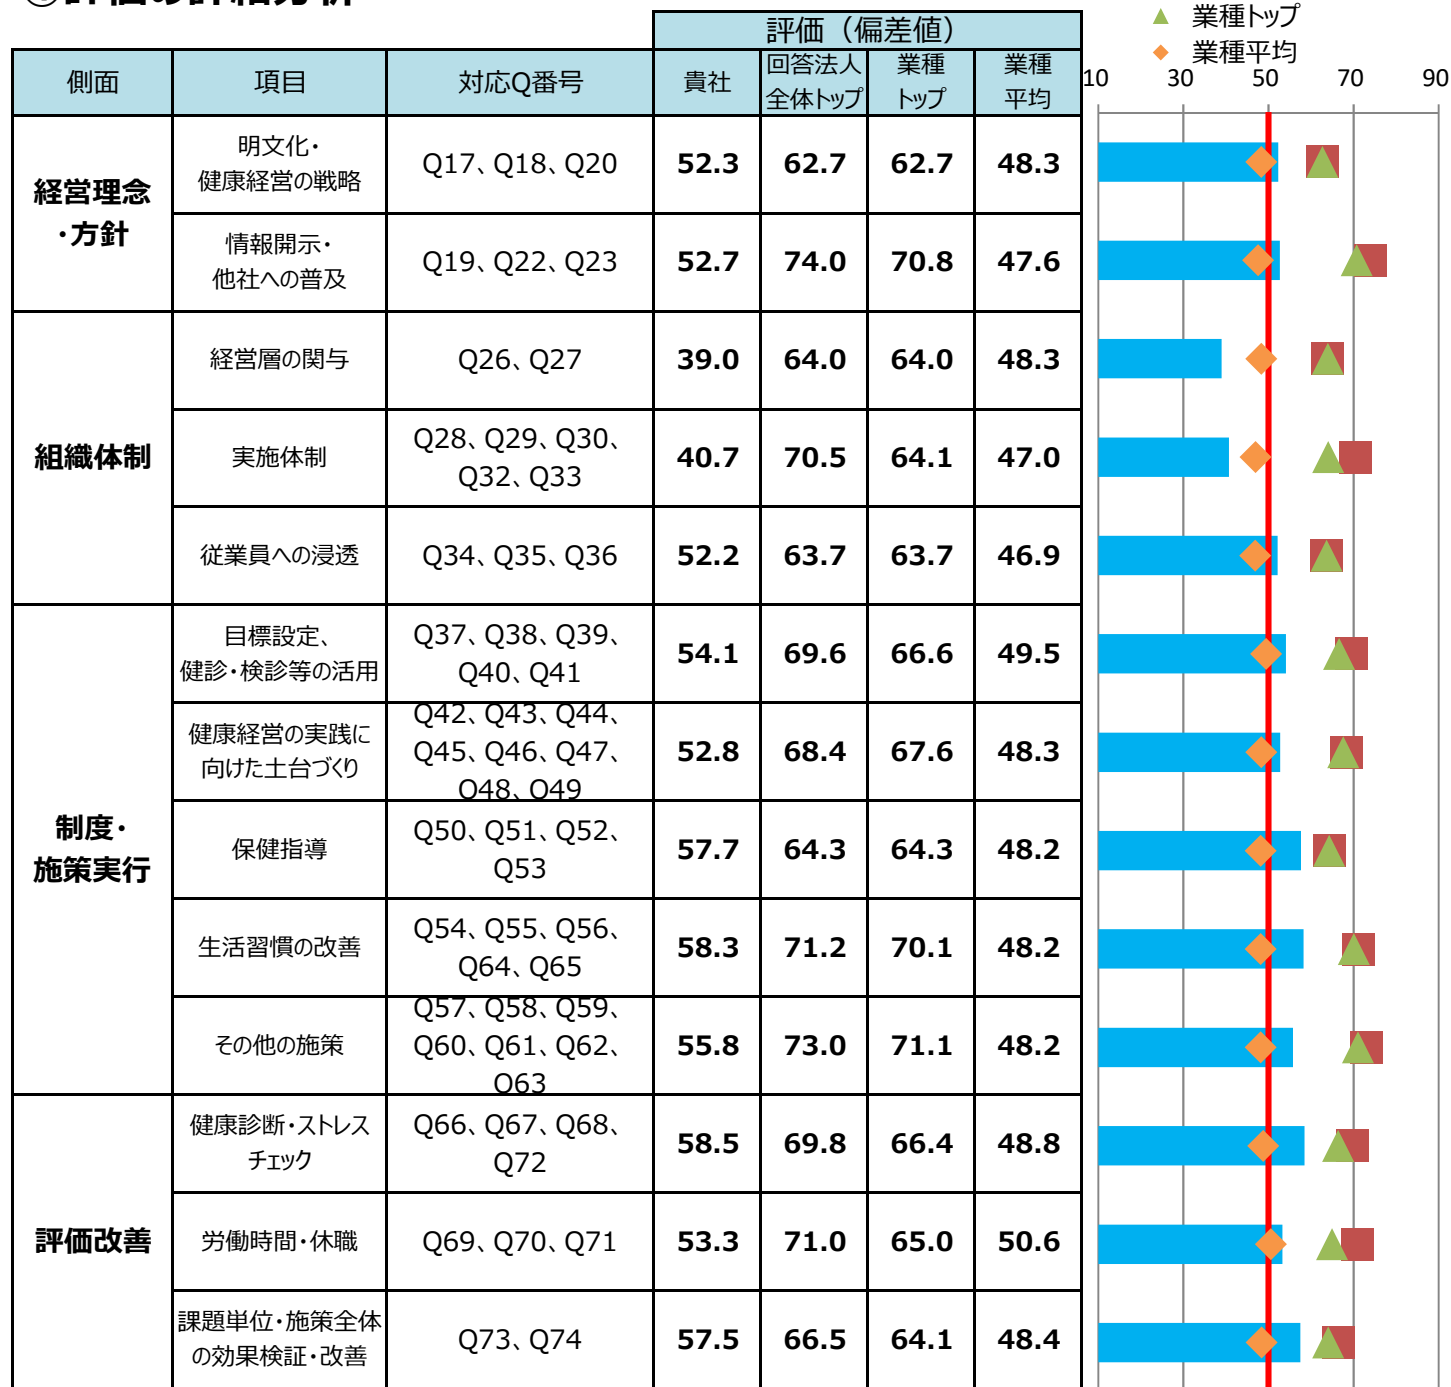 ①評価の詳細分析
▲ 業種トップ
◆ 業種平均
評価（偏差値）
側面 項目 対応Q番号 貴社 回答法人 業種 業種
全体トップ トップ 平均
10 30 50 70 90
経営理念
・方針
明文化・
健康経営の戦略
Q17、Q18、Q20 52.3 62.7 62.7 48.3
情報開示・
他社への普及
Q19、Q22、Q23 52.7 74.0 70.8 47.6
組織体制
経営層の関与 Q26、Q27 39.0 64.0 64.0 48.3
実施体制
Q28、Q29、Q30、
Q32、Q33
40.7 70.5 64.1 47.0
従業員への浸透 Q34、Q35、Q36 52.2 63.7 63.7 46.9
制度・
施策実行
目標設定、
健診・検診等の活用
Q37、Q38、Q39、
Q40、Q41
54.1 69.6 66.6 49.5
健康経営の実践に
向けた土台づくり
Q42、Q43、Q44、
Q45、Q46、Q47、
Q48、Q49
52.8 68.4 67.6 48.3
保健指導
Q50、Q51、Q52、
Q53
57.7 64.3 64.3 48.2
生活習慣の改善
Q54、Q55、Q56、
Q64、Q65
58.3 71.2 70.1 48.2
その他の施策
Q57、Q58、Q59、
Q60、Q61、Q62、
Q63
55.8 73.0 71.1 48.2
評価改善
健康診断・ストレス
チェック
Q66、Q67、Q68、
Q72
58.5 69.8 66.4 48.8
労働時間・休職 Q69、Q70、Q71 53.3 71.0 65.0 50.6
課題単位・施策全体
の効果検証・改善
Q73、Q74 57.5 66.5 64.1 48.4